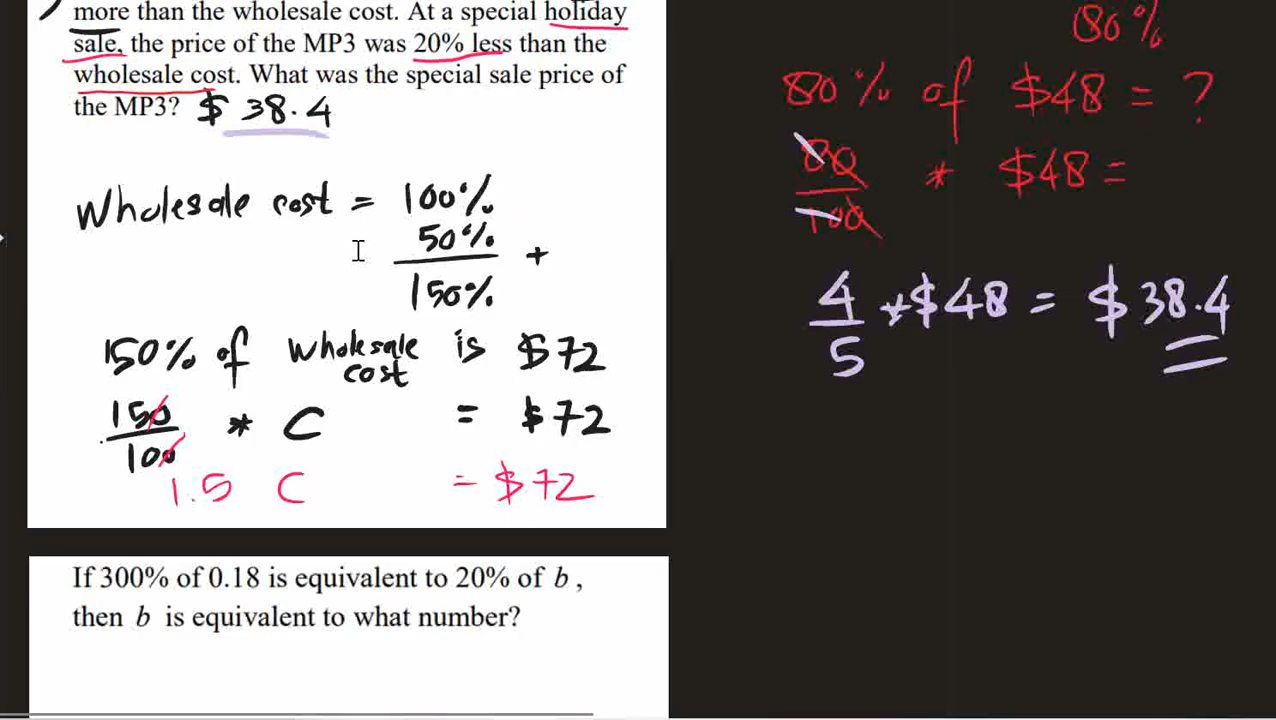 more than the wholesale cost. At a special holiday
sale, the price of the MP3 was 20% less than the
wholesale cost. What was the special sale price of
the MP3? $ 38.4
Wholesale cost = 100%
50% +
150%
150% of wholesale cost is $72
150/100 * C = $72
1.5 C = $72
If 300% of 0.18 is equivalent to 20% of b ,
then b is equivalent to what number?
80%
80% of $48 = ?
80/100 * $48 =
4/5 * $48 = $38.4